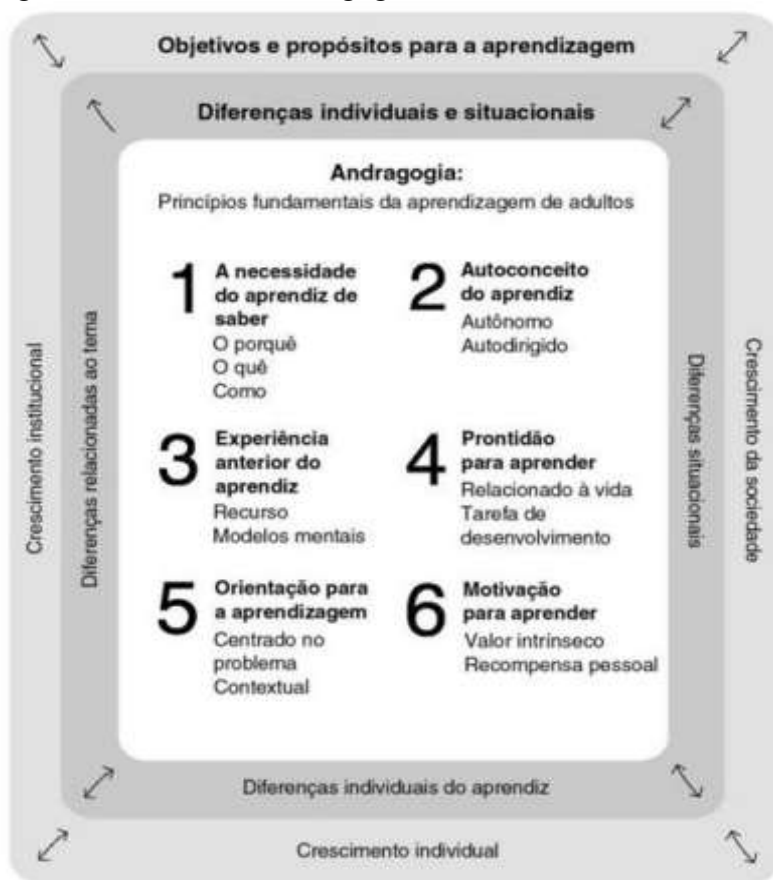 Objetivos e propósitos para a aprendizagem
Diferenças individuais e situacionais
Andragogia:
Princípios fundamentais da aprendizagem de adultos
1
A necessidade
do aprendiz de
saber
O porquê
O quê
Como
2
Autoconceito
do aprendiz
Autônomo
Autodirigido
3
Experiência
anterior do
aprendiz
Recurso
Modelos mentais
4
Prontidão
para aprender
Relacionado à vida
Tarefa de
desenvolvimento
5
Orientação para
a aprendizagem
Centrado no
problema
Contextual
6
Motivação
para aprender
Valor intrínseco
Recompensa pessoal
Crescimento institucional
Diferenças relacionadas ao tema
Diferenças situacionais
Crescimento da sociedade
Diferenças individuais do aprendiz
Crescimento individual